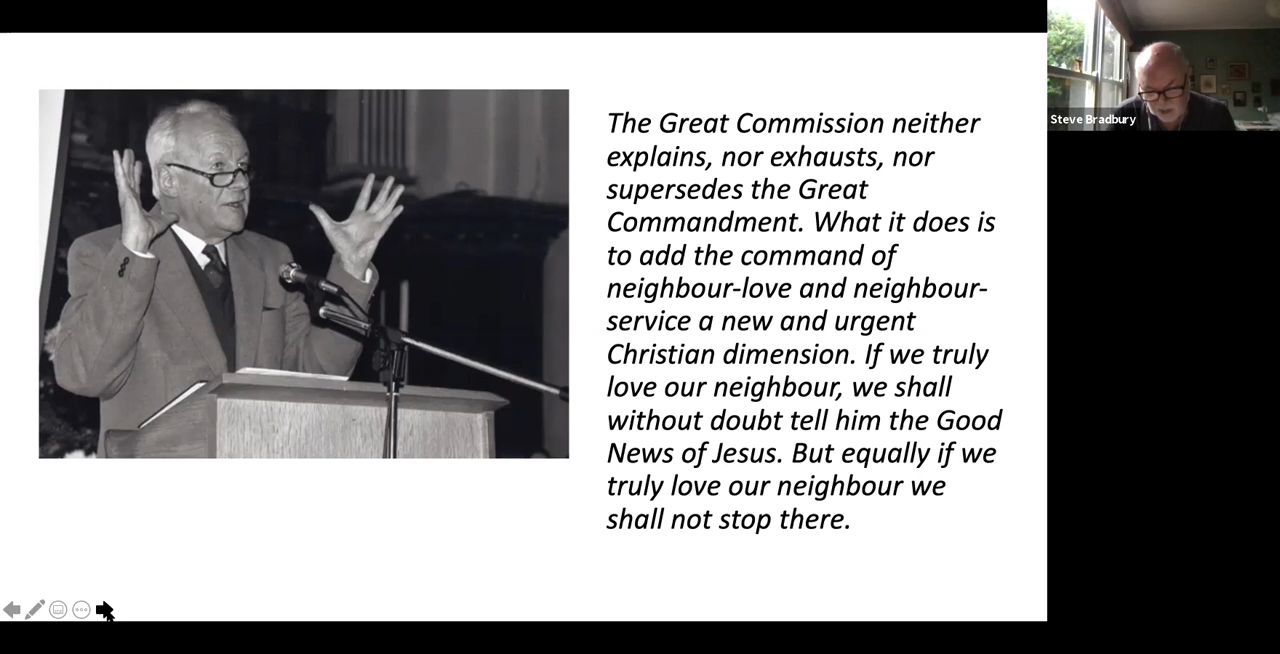 The Great Commission neither
explains, nor exhausts, nor
supersedes the Great
Commandment. What it does is
to add the command of
neighbour-love and neighbour-
service a new and urgent
Christian dimension. If we truly
love our neighbour, we shall
without doubt tell him the Good
News of Jesus. But equally if we
truly love our neighbour we
shall not stop there.
Steve Bradbury